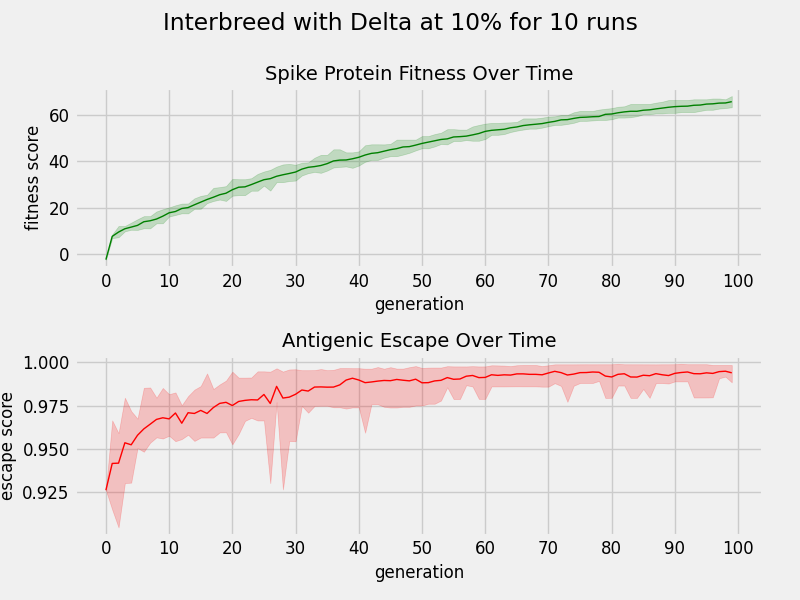 Interbreed with Delta at 10% for 10 runs
Spike Protein Fitness Over Time
fitness score
60
40
20
0
0 10 20 30 40 50 60 70 80 90 100
generation
Antigenic Escape Over Time
escape score
1.000
0.975
0.950
0.925
0 10 20 30 40 50 60 70 80 90 100
generation